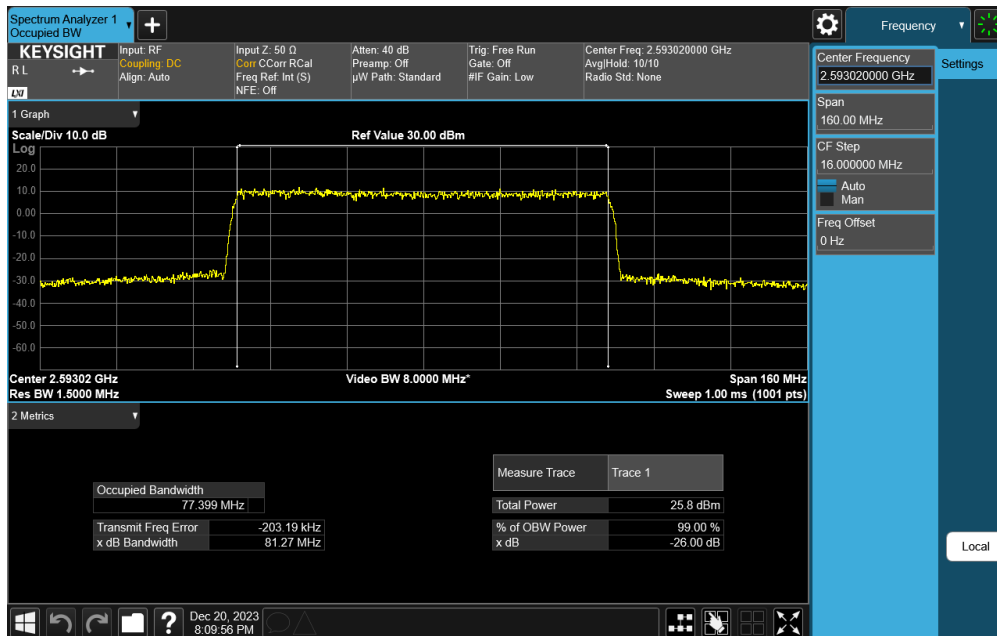 Spectrum Analyzer 1
Occupied BW
Frequency
KEYSIGHT
R L
LXI
Input: RF
Coupling: DC
Align: Auto
Input Z: 50 Ω
Corr CCorr RCal
Freq Ref: Int (S)
NFE: Off
Atten: 40 dB
Preamp: Off
µW Path: Standard
Trig: Free Run
Gate: Off
#IF Gain: Low
Center Freq: 2.593020000 GHz
Avg|Hold: 10/10
Radio Std: None
Center Frequency
2.593020000 GHz
Settings
Span
160.00 MHz
CF Step
16.000000 MHz
Auto
Man
Freq Offset
0 Hz
1 Graph
Scale/Div 10.0 dB
Ref Value 30.00 dBm
Log
20.0
10.0
0.00
-10.0
-20.0
-30.0
-40.0
-50.0
-60.0
Center 2.59302 GHz
Video BW 8.0000 MHz*
Span 160 MHz
Res BW 1.5000 MHz
Sweep 1.00 ms (1001 pts)
2 Metrics
Measure Trace
Trace 1
Occupied Bandwidth
77.399 MHz
Total Power
25.8 dBm
Transmit Freq Error
-203.19 kHz
% of OBW Power
99.00 %
x dB Bandwidth
81.27 MHz
x dB
-26.00 dB
Local
?
Dec 20, 2023
8:09:56 PM